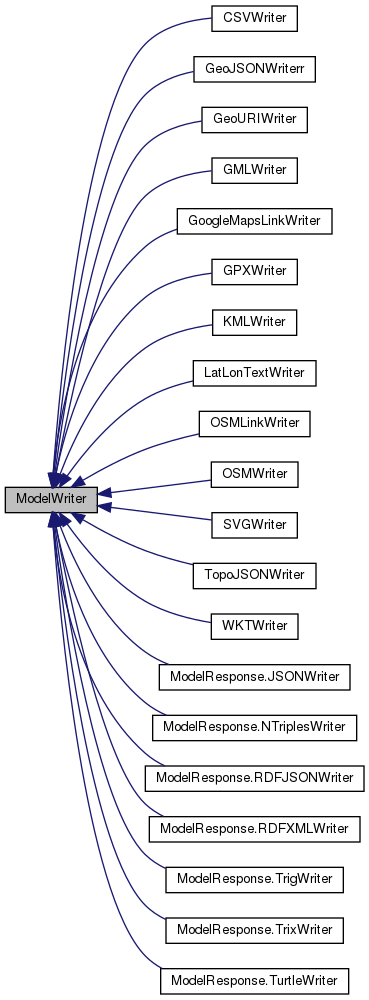 CSVWriter
GeoJSONWriterr
GeoURIWriter
GMLWriter
GoogleMapsLinkWriter
GPXWriter
KMLWriter
LatLonTextWriter
OSMLinkWriter
OSMWriter
ModelWriter
SVGWriter
TopoJSONWriter
WKTWriter
ModelResponse.JSONWriter
ModelResponse.NTriplesWriter
ModelResponse.RDFJSONWriter
ModelResponse.RDFXMLWriter
ModelResponse.TrigWriter
ModelResponse.TrixWriter
ModelResponse.TurtleWriter